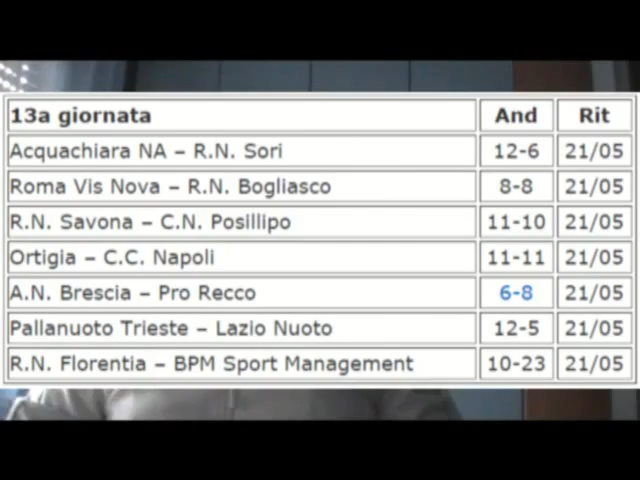 13a giornata And Rit
Acquachiara NA – R.N. Sori 12-6 21/05
Roma Vis Nova – R.N. Bogliasco 8-8 21/05
R.N. Savona – C.N. Posillipo 11-10 21/05
Ortigia – C.C. Napoli 11-11 21/05
A.N. Brescia – Pro Recco 6-8 21/05
Pallanuoto Trieste – Lazio Nuoto 12-5 21/05
R.N. Florentia – BPM Sport Management 10-23 21/05